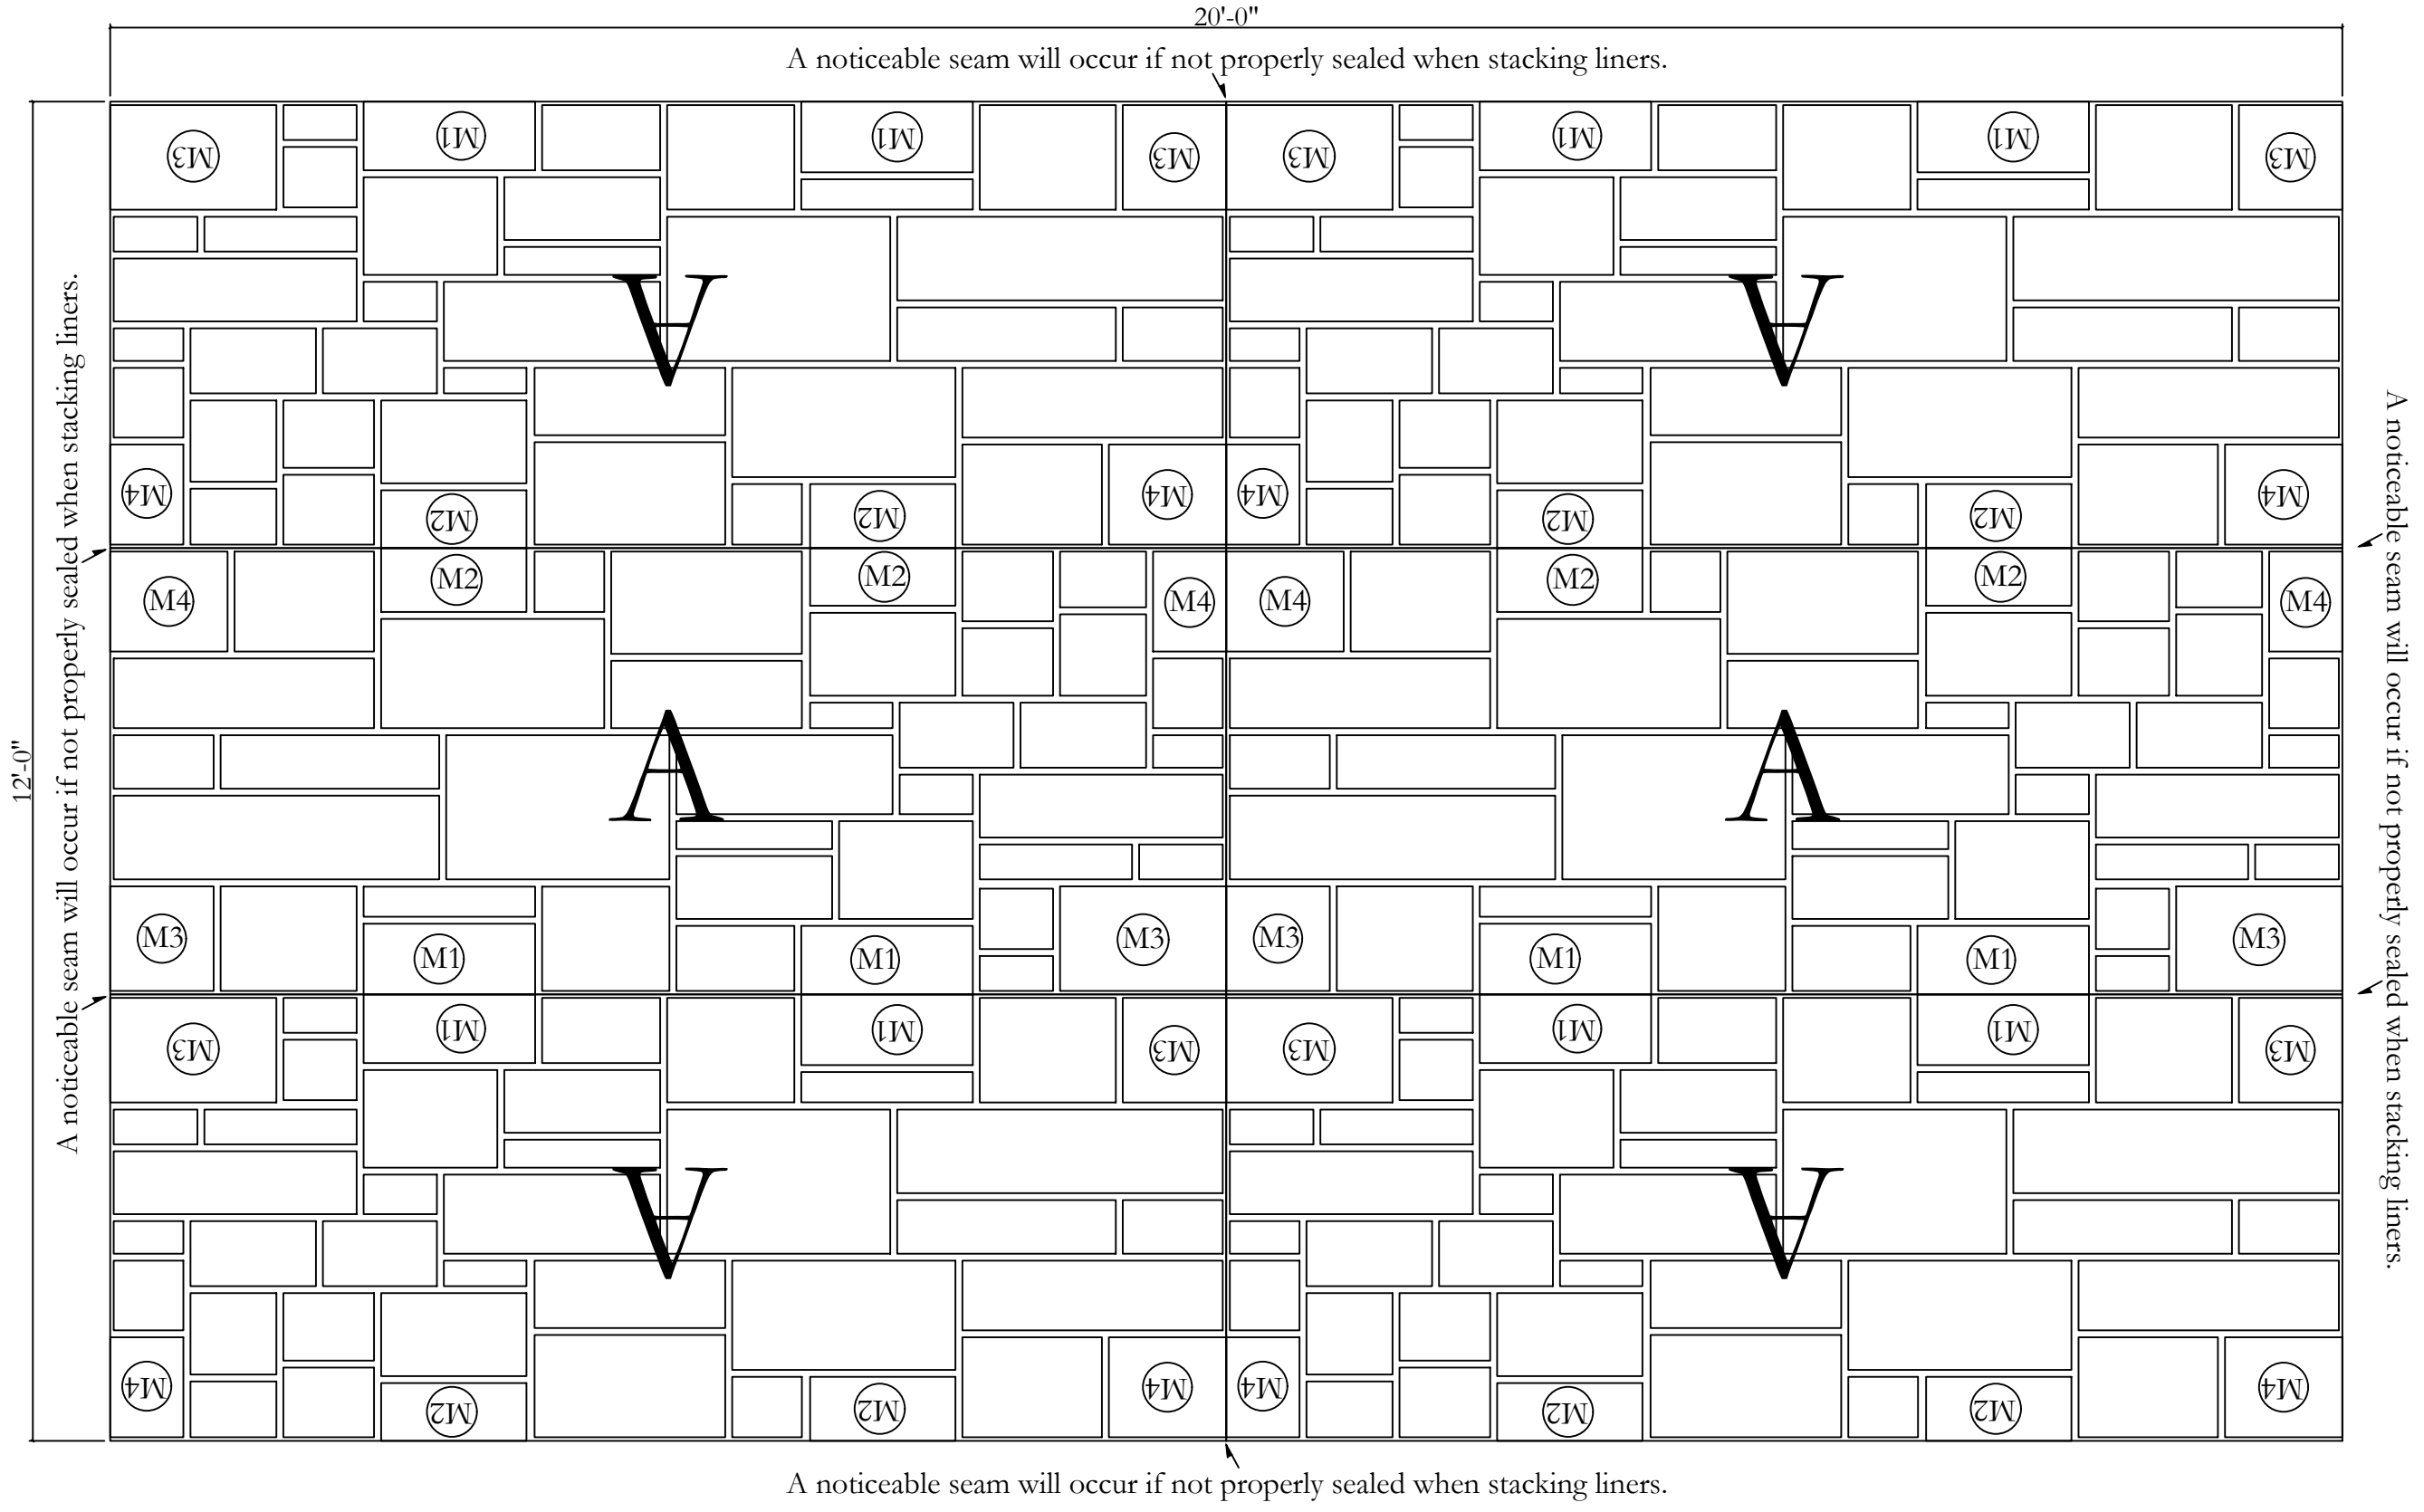 20'-0"
A noticeable seam will occur if not properly sealed when stacking liners.
M3 M1 M1 M3 M3 M1 M1 M3
A A
M4 M2 M2 M4 M4 M2 M2 M4
A noticeable seam will occur if not properly sealed when stacking liners.
12'-0"
A noticeable seam will occur if not properly sealed when stacking liners.
M4 M2 M2 M4 M4 M2 M2 M4
A A
M3 M1 M1 M3 M3 M1 M1 M3
M3 M1 M1 M3 M3 M1 M1 M3
A A
M4 M2 M2 M4 M4 M2 M2 M4
A noticeable seam will occur if not properly sealed when stacking liners.